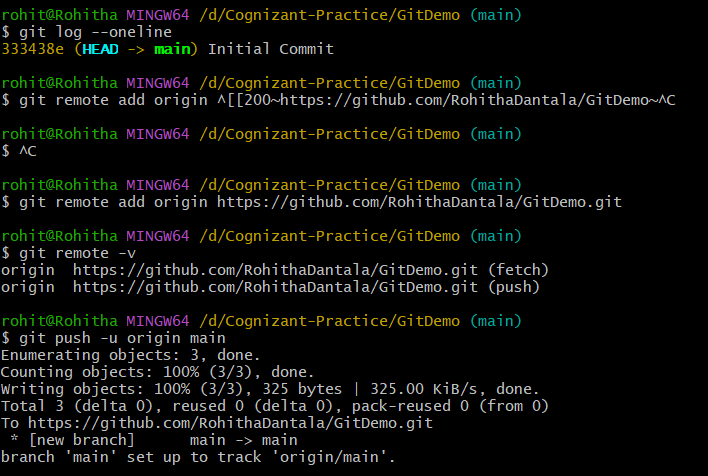 rohit@Rohitha MINGW64 /d/Cognizant-Practice/GitDemo (main)
$ git log --oneline
333438e (HEAD -> main) Initial Commit
rohit@Rohitha MINGW64 /d/Cognizant-Practice/GitDemo (main)
$ git remote add origin ^[[200~https://github.com/RohithaDantala/GitDemo~^C
rohit@Rohitha MINGW64 /d/Cognizant-Practice/GitDemo (main)
$ ^C
rohit@Rohitha MINGW64 /d/Cognizant-Practice/GitDemo (main)
$ git remote add origin https://github.com/RohithaDantala/GitDemo.git
rohit@Rohitha MINGW64 /d/Cognizant-Practice/GitDemo (main)
$ git remote -v
origin  https://github.com/RohithaDantala/GitDemo.git (fetch)
origin  https://github.com/RohithaDantala/GitDemo.git (push)
rohit@Rohitha MINGW64 /d/Cognizant-Practice/GitDemo (main)
$ git push -u origin main
Enumerating objects: 3, done.
Counting objects: 100% (3/3), done.
Writing objects: 100% (3/3), 325 bytes | 325.00 KiB/s, done.
Total 3 (delta 0), reused 0 (delta 0), pack-reused 0 (from 0)
To https://github.com/RohithaDantala/GitDemo.git
 * [new branch]      main -> main
branch 'main' set up to track 'origin/main'.